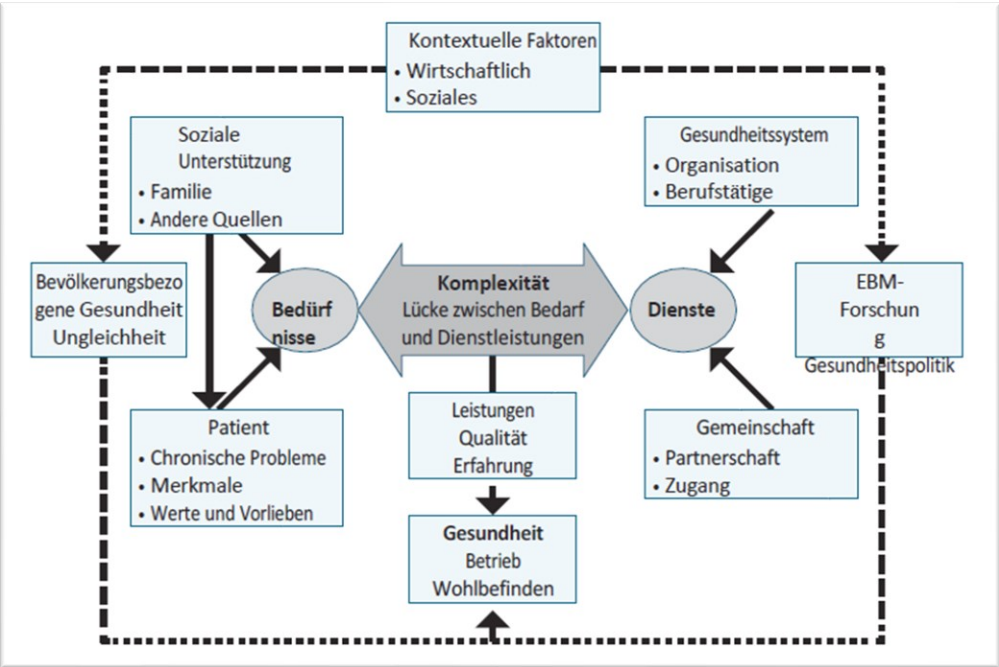 Kontextuelle Faktoren
• Wirtschaftlich
• Soziales
Soziale
Unterstützung
• Familie
• Andere Quellen
Gesundheitssystem
• Organisation
• Berufstätige
Bevölkerungsbezo
gene Gesundheit
Ungleichheit
Bedürf
nisse
Komplexität
Lücke zwischen Bedarf
und Dienstleistungen
Dienste
EBM-
Forschun
g
Gesundheitspolitik
Patient
• Chronische Probleme
• Merkmale
• Werte und Vorlieben
Leistungen
Qualität
Erfahrung
Gemeinschaft
• Partnerschaft
• Zugang
Gesundheit
Betrieb
Wohlbefinden